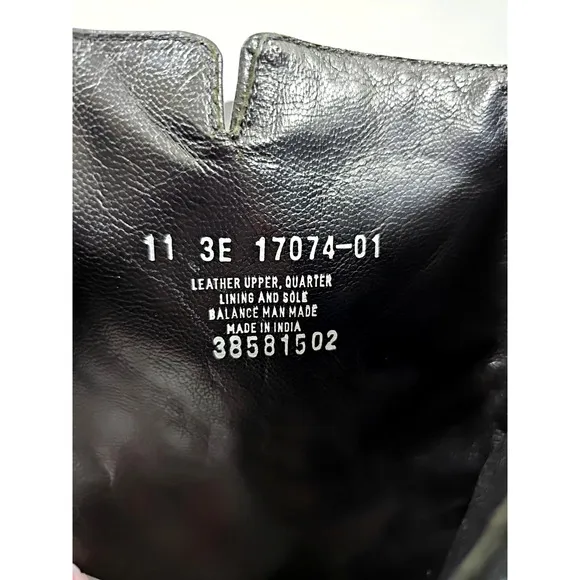 11 3E 17074-01
LEATHER UPPER, QUARTER
LINING AND SOLE
BALANCE MAN MADE
MADE IN INDIA
38581502